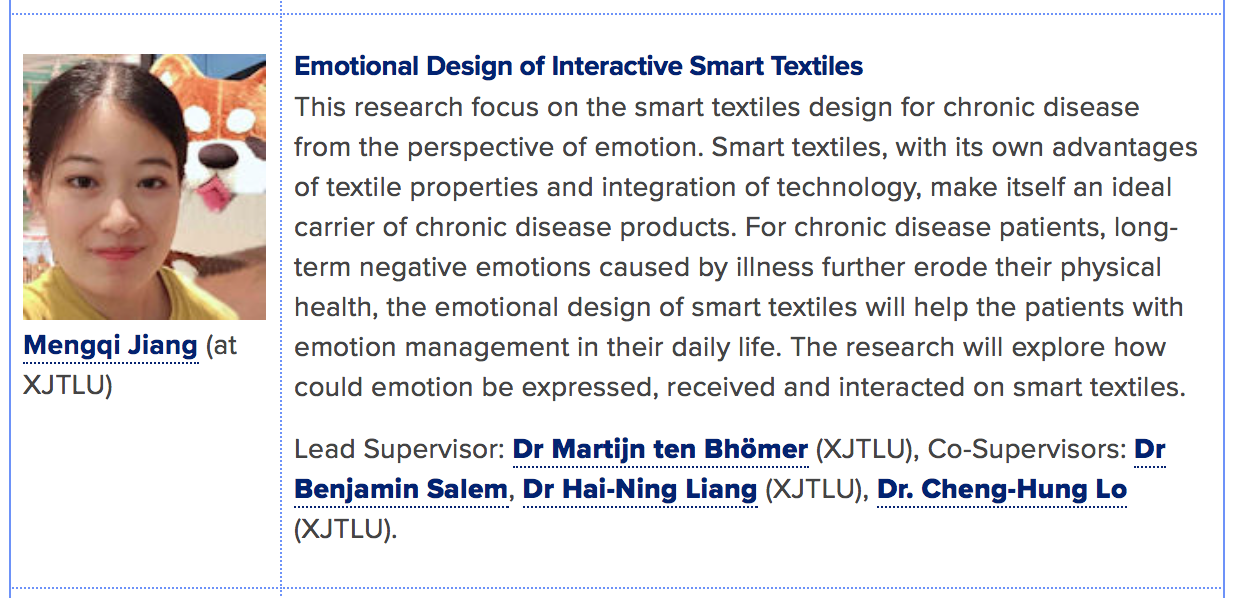 Emotional Design of Interactive Smart Textiles
This research focus on the smart textiles design for chronic disease
from the perspective of emotion. Smart textiles, with its own advantages
of textile properties and integration of technology, make itself an ideal
carrier of chronic disease products. For chronic disease patients, long-
term negative emotions caused by illness further erode their physical
health, the emotional design of smart textiles will help the patients with
emotion management in their daily life. The research will explore how
could emotion be expressed, received and interacted on smart textiles.
Lead Supervisor: Dr Martijn ten Bhömer (XJTLU), Co-Supervisors: Dr
Benjamin Salem, Dr Hai-Ning Liang (XJTLU), Dr. Cheng-Hung Lo
(XJTLU).
Mengqi Jiang (at
XJTLU)